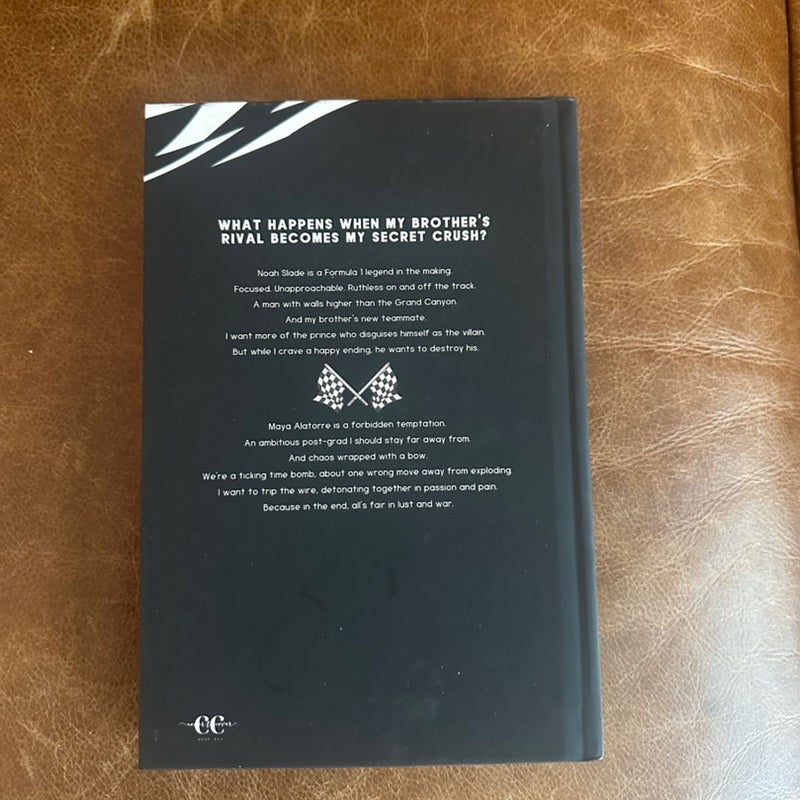 WHAT HAPPENS WHEN MY BROTHER'S
RIVAL BECOMES MY SECRET CRUSH?
Noah Slade is a Formula 1 legend in the making.
Focused. Unapproachable. Ruthless on and off the track.
A man with walls higher than the Grand Canyon.
And my brother's new teammate.
I want more of the prince who disguises himself as the villain.
But while I crave a happy ending, he wants to destroy his.
Maya Alatorre is a forbidden temptation.
An ambitious post-grad I should stay far away from.
And chaos wrapped with a bow.
We're a ticking time bomb, about one wrong move away from exploding.
I want to trip the wire, detonating together in passion and pain.
Because in the end, all's fair in lust and war.
CC
BOOK BOX